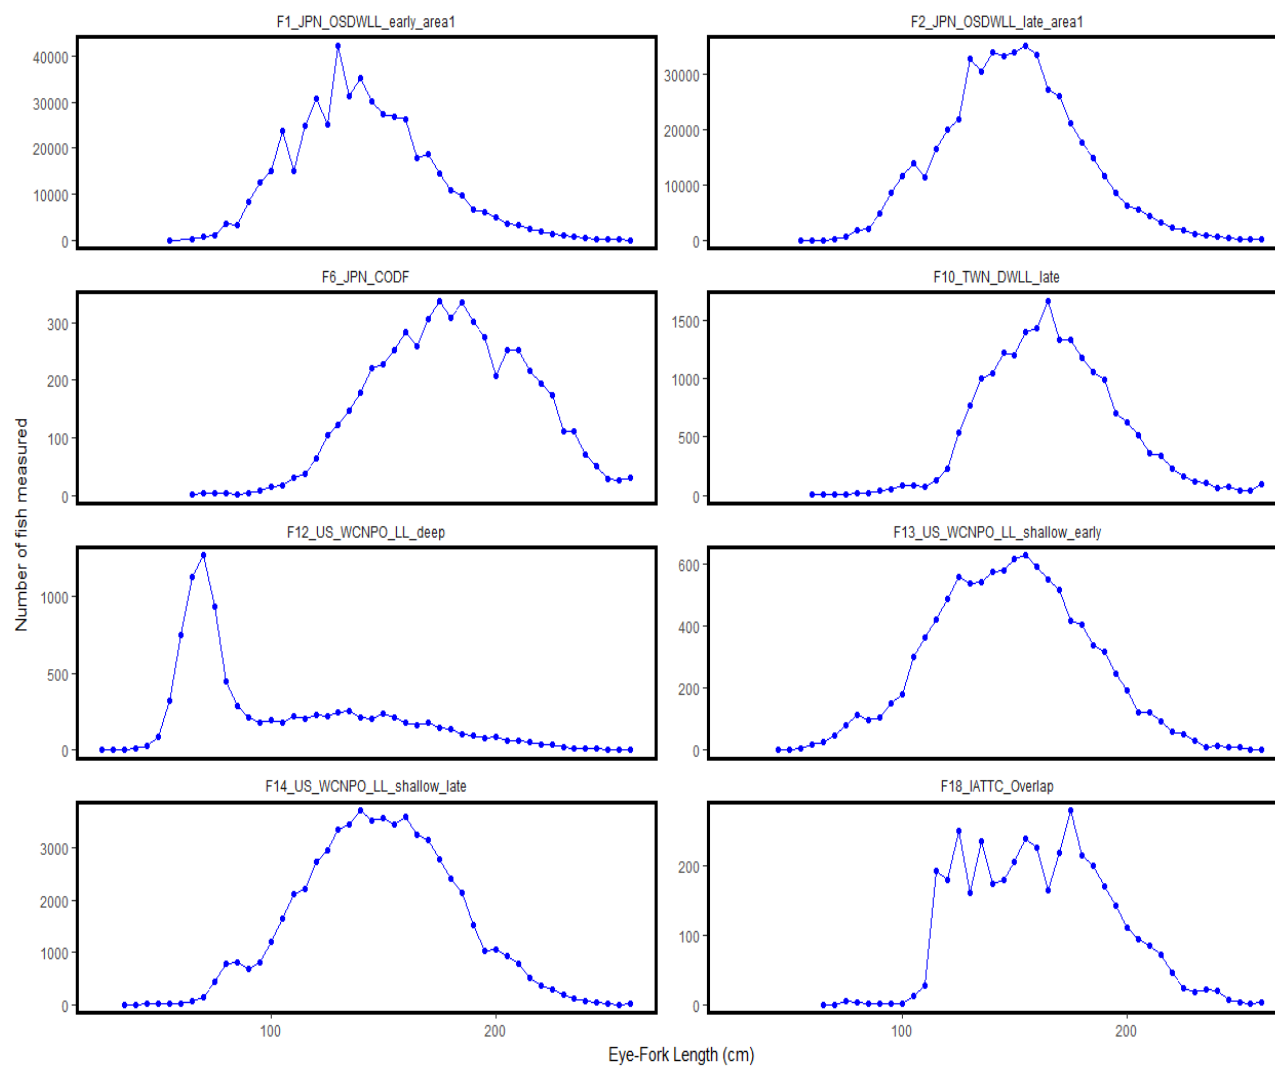 F1_JPN_OSDWLL_early_area1
F2_JPN_OSDWLL_late_area1
40000
30000
20000
10000
0
30000
20000
10000
0
F6_JPN_CODF
F10_TWN_DWLL_late
300
200
100
0
1500
1000
500
0
Number of fish measured
F12_US_WCNPO_LL_deep
F13_US_WCNPO_LL_shallow_early
1000
500
0
600
400
200
0
F14_US_WCNPO_LL_shallow_late
F18_IATTC_Overlap
3000
2000
1000
0
200
100
0
100 200 100 200
Eye-Fork Length (cm)